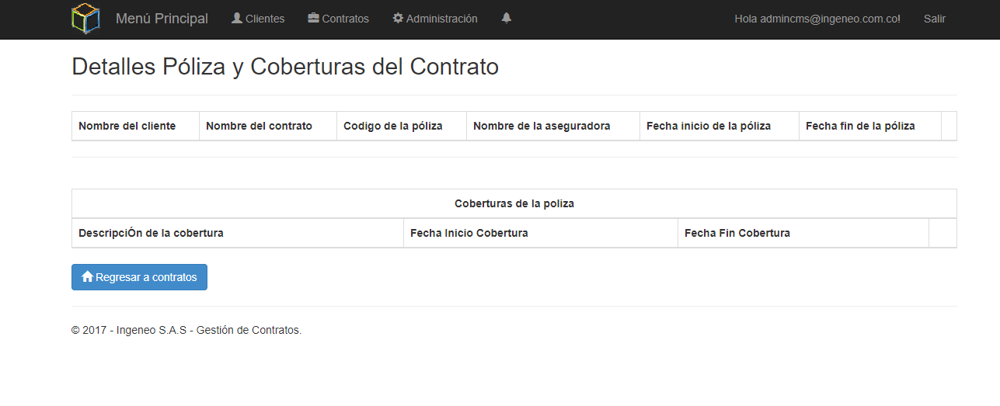 Menú Principal Clientes Contratos Administración Hola admincms@ingeneo.com.co! Salir
Detalles Póliza y Coberturas del Contrato
Nombre del cliente Nombre del contrato Codigo de la póliza Nombre de la aseguradora Fecha inicio de la póliza Fecha fin de la póliza
Coberturas de la poliza
DescripciÓn de la cobertura Fecha Inicio Cobertura Fecha Fin Cobertura
Regresar a contratos
© 2017 - Ingeneo S.A.S - Gestión de Contratos.